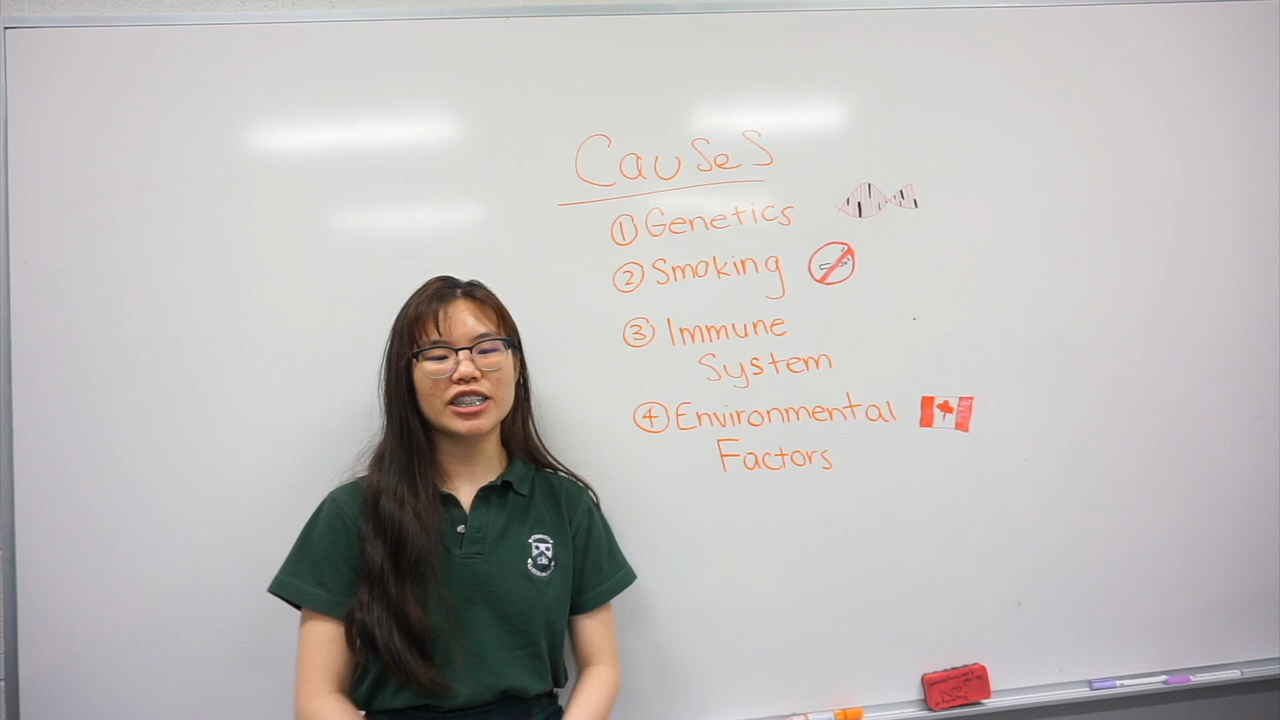 Causes
① Genetics
② Smoking
③ Immune
System
④ Environmental
Factors